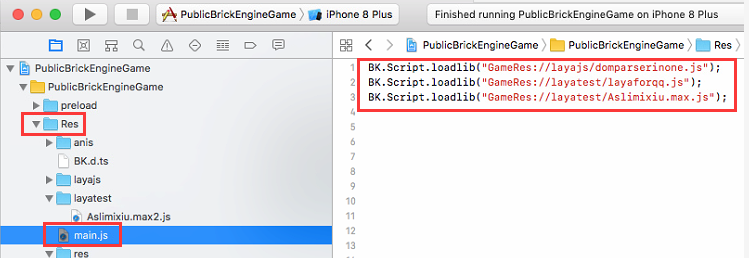 PublicBrickEngineGame iPhone 8 Plus
Finished running PublicBrickEngineGame on iPhone 8 Plus
PublicBrickEngineGame
PublicBrickEngineGame
preload
Res
anis
BK.d.ts
layajs
layatest
Aslimixiu.max2.js
main.js
res
PublicBrickEngineGame PublicBrickEngineGame Res
1 BK.Script.loadlib("GameRes://layajs/domparserinone.js");
2 BK.Script.loadlib("GameRes://layatest/layaforqq.js");
3 BK.Script.loadlib("GameRes://layatest/Aslimixiu.max.js");
4
5
6
7
8
9
10
11
12
13
14
15